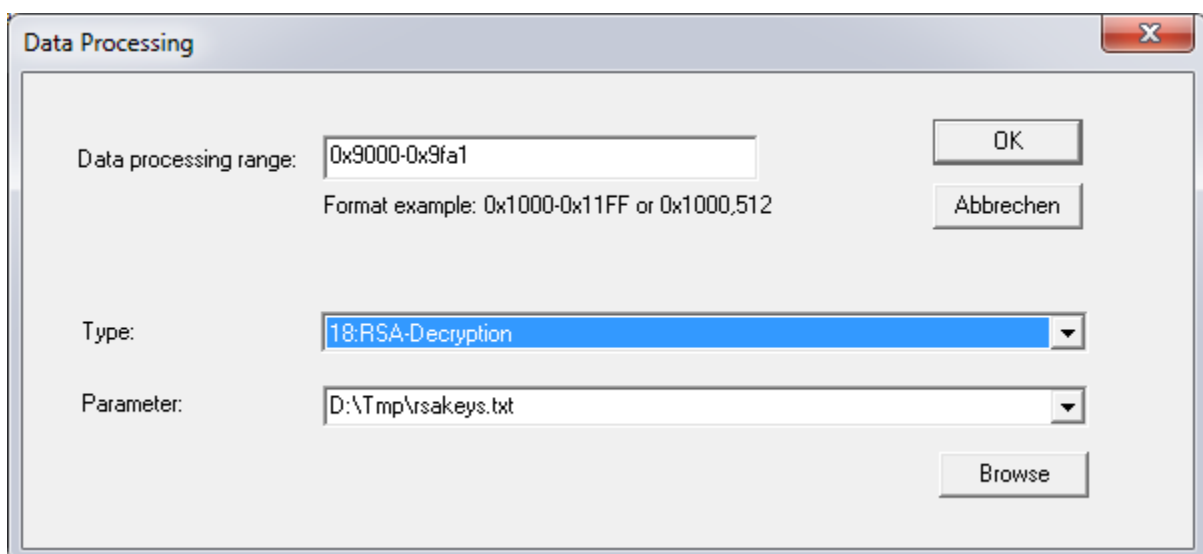 Data Processing
Data processing range: 0x9000-0x9fa1 OK
Format example: 0x1000-0x11FF or 0x1000,512 Abbrechen
Type: 18:RSA-Decryption
Parameter: D:\Tmp\rsakeys.txt
Browse